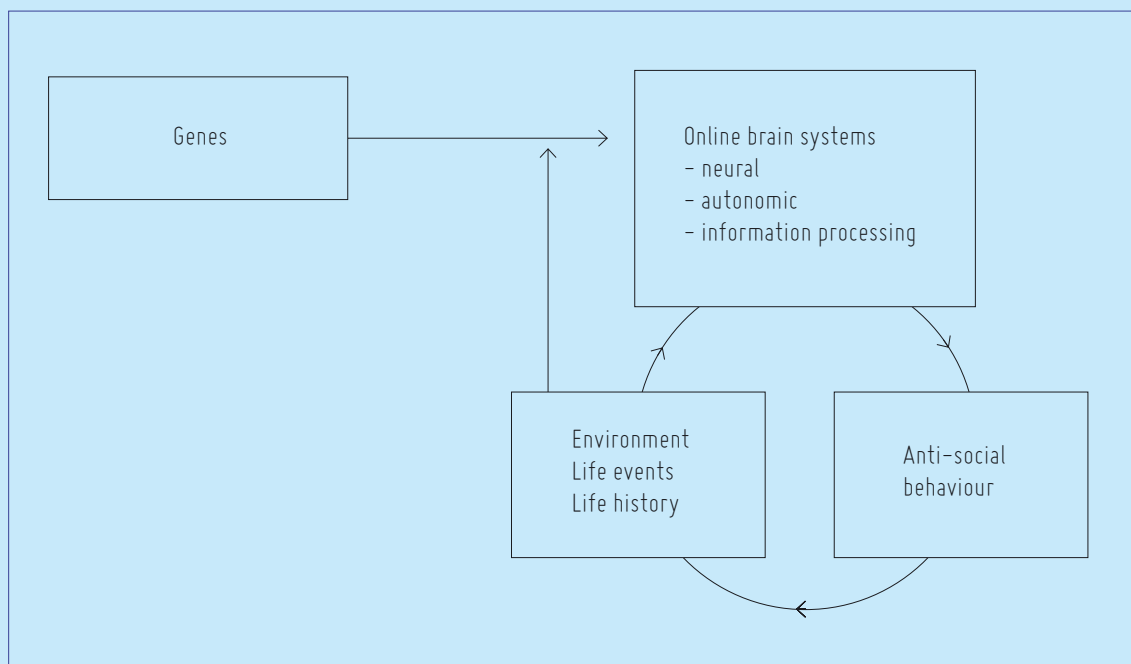 Genes
Online brain systems
– neural
– autonomic
– information processing
Environment
Life events
Life history
Anti-social
behaviour